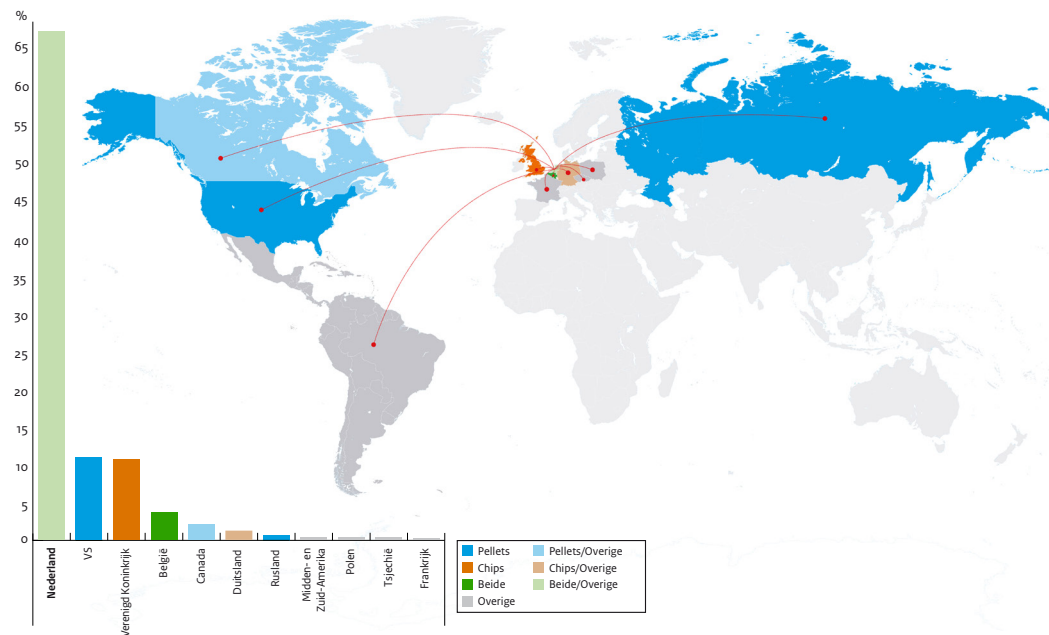 %
65
60
55
50
45
40
35
30
25
20
15
10
5
0
Nederland
VS
Verenigd Koninkrijk
België
Canada
Duitsland
Rusland
Midden- en
Zuid-Amerika
Polen
Tsjechië
Frankrijk
Pellets
Pellets/Overige
Chips
Chips/Overige
Beide
Beide/Overige
Overige